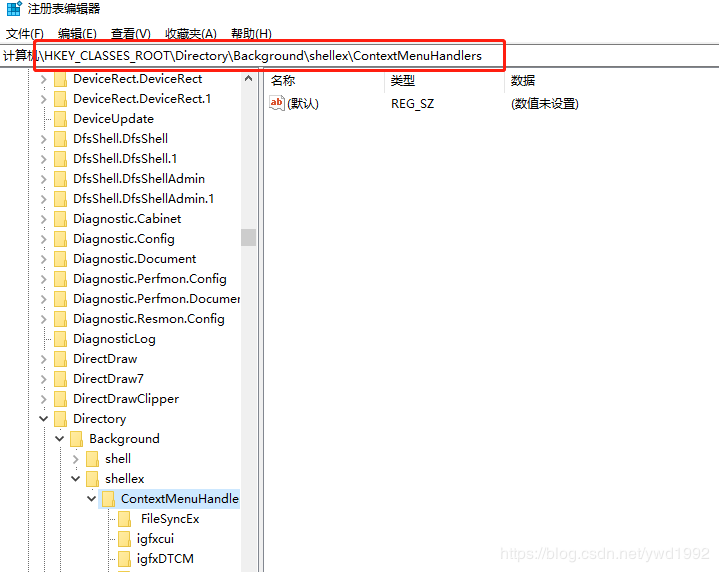 注册表编辑器
文件(F) 编辑(E) 查看(V) 收藏夹(A) 帮助(H)
计算机\HKEY_CLASSES_ROOT\Directory\Background\shellex\ContextMenuHandlers
DeviceRect.DeviceRect
DeviceRect.DeviceRect.1
DeviceUpdate
DfsShell.DfsShell
DfsShell.DfsShell.1
DfsShell.DfsShellAdmin
DfsShell.DfsShellAdmin.1
Diagnostic.Cabinet
Diagnostic.Config
Diagnostic.Document
Diagnostic.Perfmon.Config
Diagnostic.Perfmon.Documen
Diagnostic.Resmon.Config
DiagnosticLog
DirectDraw
DirectDraw7
DirectDrawClipper
Directory
Background
shell
shellex
ContextMenuHandle
FileSyncEx
igfxcui
igfxDTCM
名称 类型 数据
ab (默认) REG_SZ (数值未设置)
https://blog.csdn.net/ywd1992